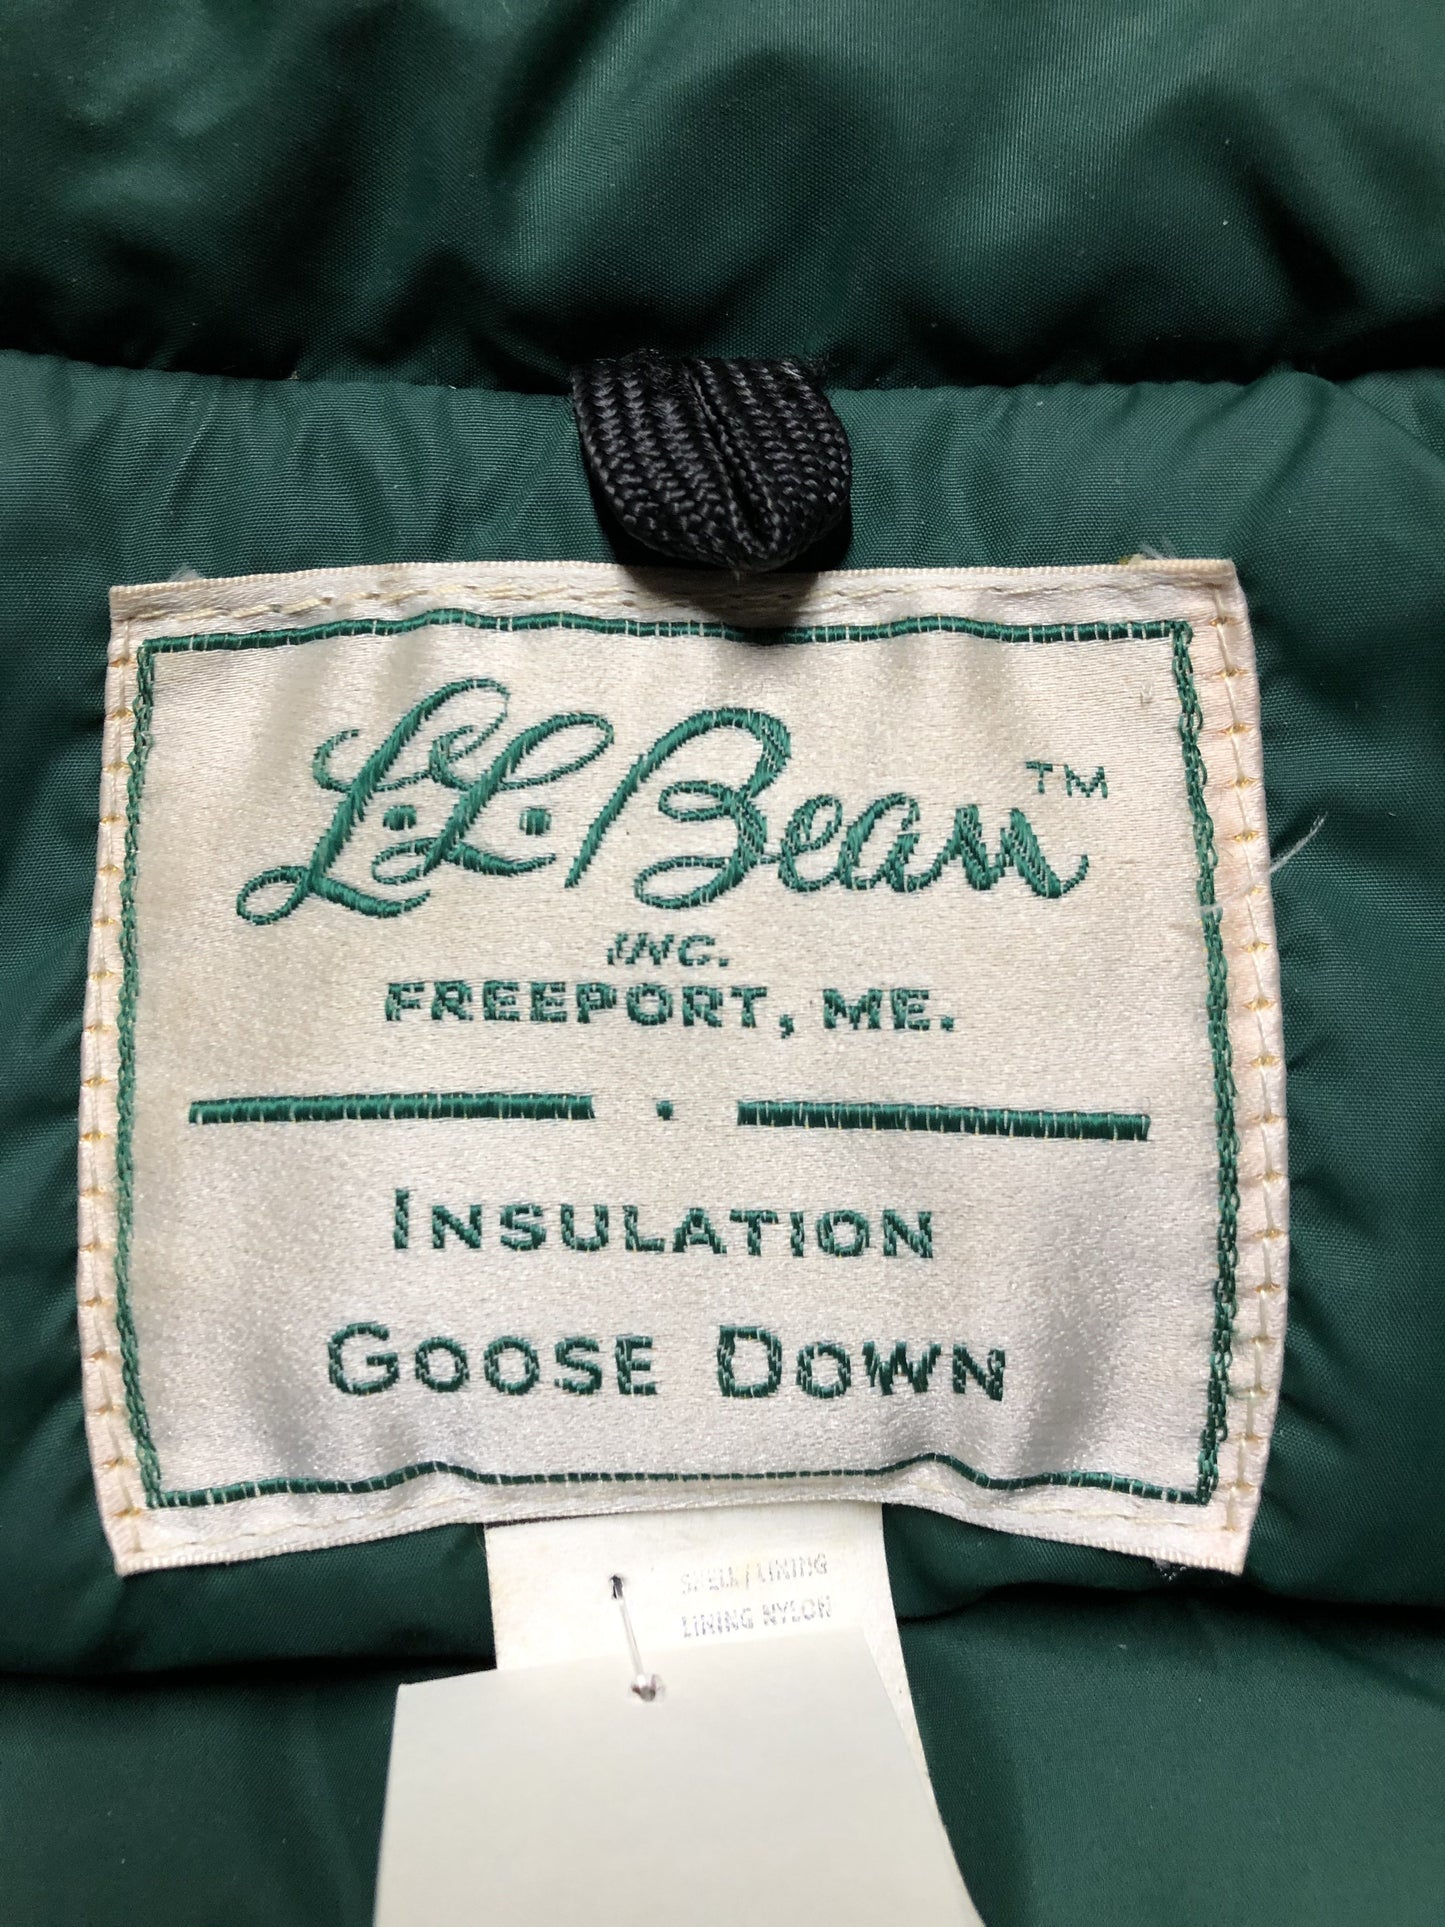 L.L.Bean™
INC.
FREEPORT, ME.
INSULATION
GOOSE DOWN
SHELL/LINING
LINING NYLON